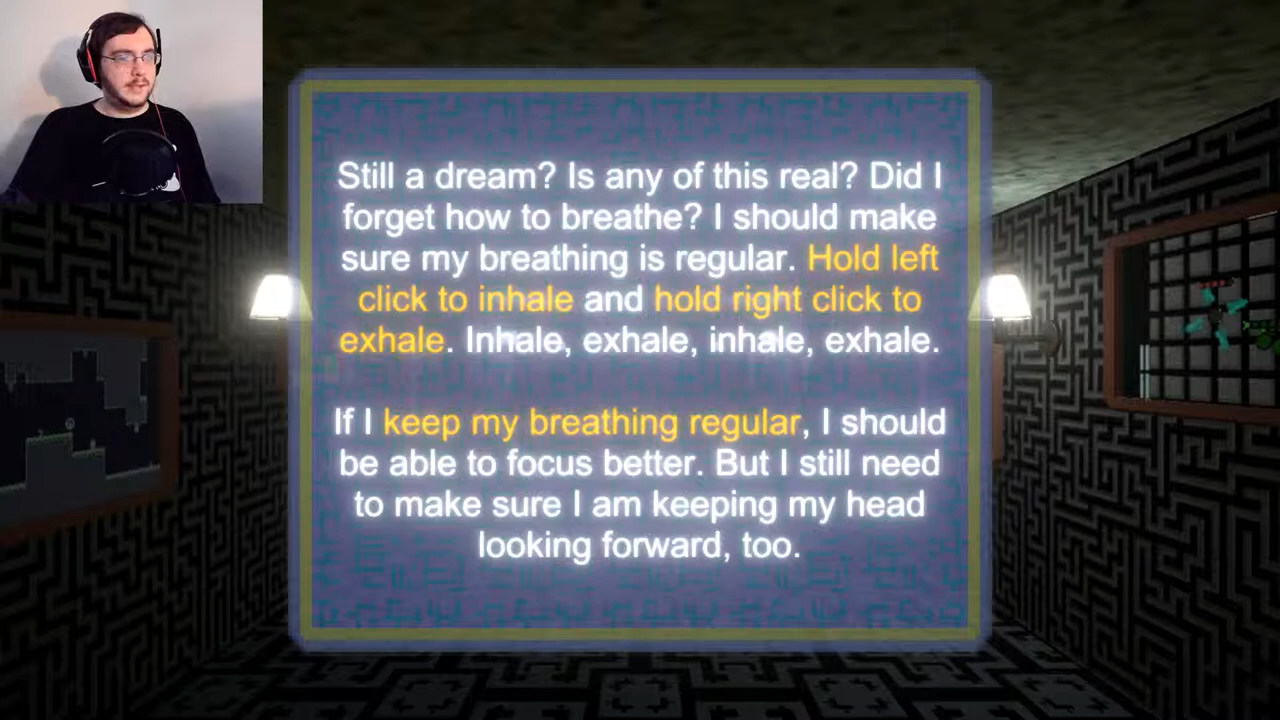 Still a dream? Is any of this real? Did I
forget how to breathe? I should make
sure my breathing is regular. Hold left
click to inhale and hold right click to
exhale. Inhale, exhale, inhale, exhale.
If I keep my breathing regular, I should
be able to focus better. But I still need
to make sure I am keeping my head
looking forward, too.